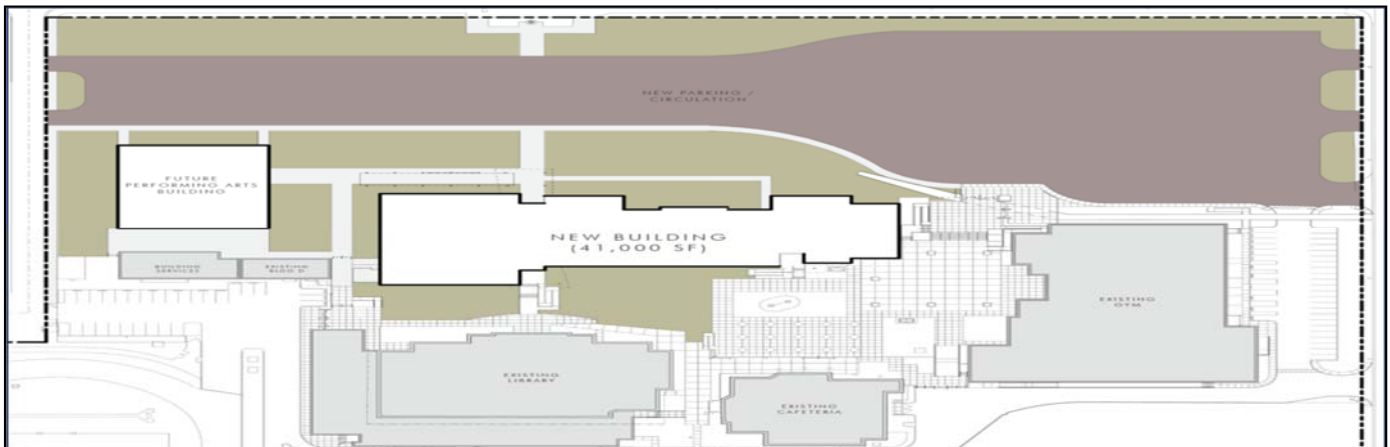 NEW PARKING /
CIRCULATION
FUTURE
PERFORMING ARTS
BUILDING
NEW BUILDING
(41,000 SF)
BUILDING
SERVICES
EXISTING
BLDG D
EXISTING
GYM
EXISTING
LIBRARY
EXISTING
CAFETERIA